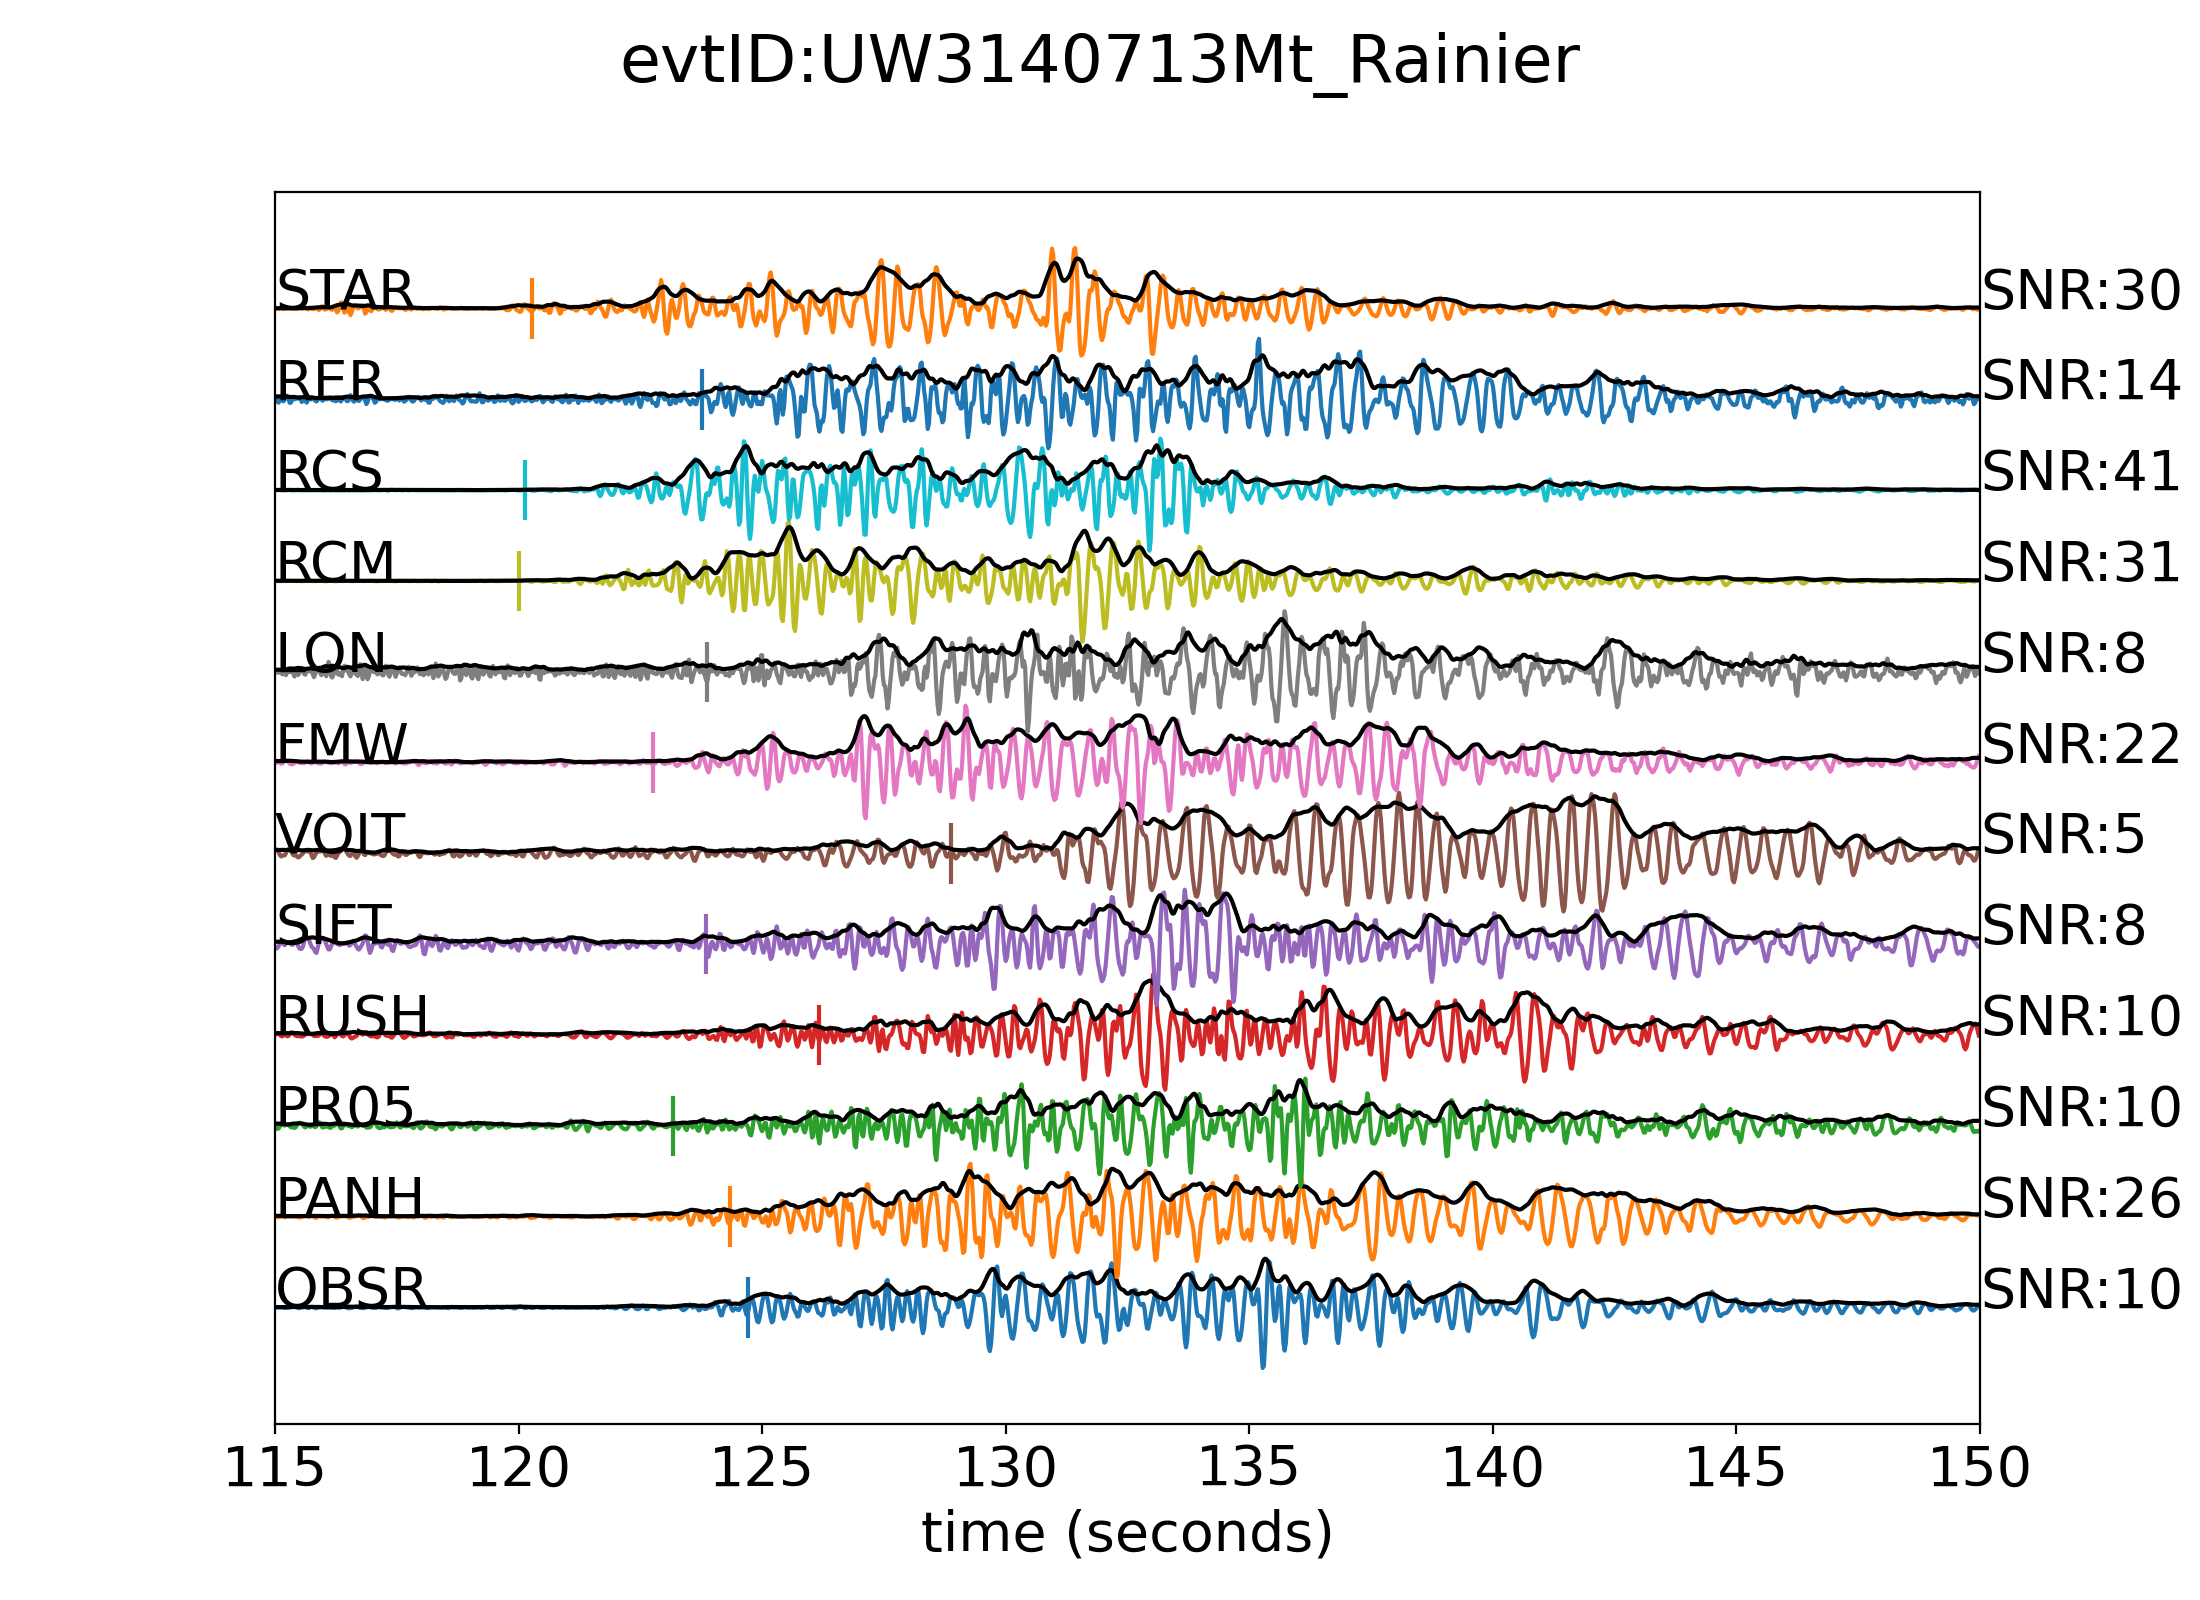 evtID:UW3140713Mt_Rainier
STAR SNR:30
RER SNR:14
RCS SNR:41
RCM SNR:31
LON SNR:8
FMW SNR:22
VOIT SNR:5
SIFT SNR:8
RUSH SNR:10
PR05 SNR:10
PANH SNR:26
OBSR SNR:10
115 120 125 130 135 140 145 150
time (seconds)